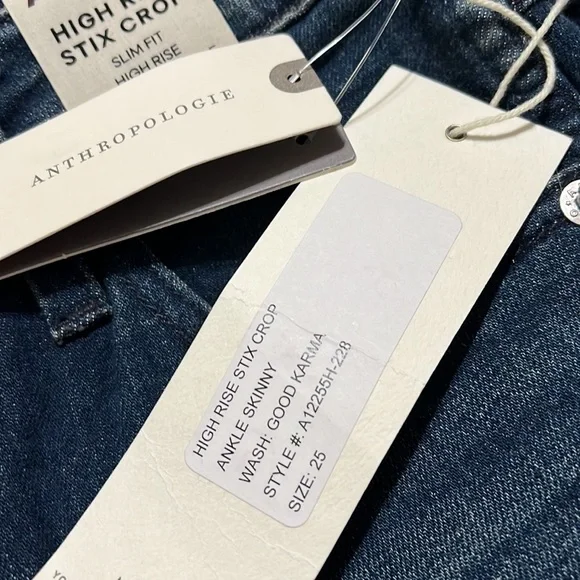 HIGH R
STIX CROP
SLIM FIT
HIGH RISE
ANTHROPOLOGIE
HIGH RISE STIX CROP
ANKLE SKINNY
WASH: GOOD KARMA
STYLE #: A12255H-228
SIZE: 25